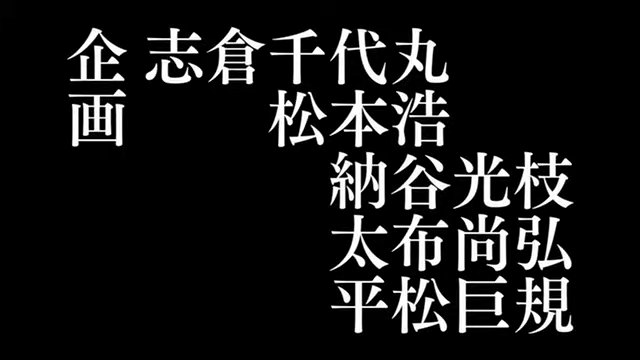 企画 志倉千代丸
松本浩
納谷光枝
太布尚弘
平松巨規